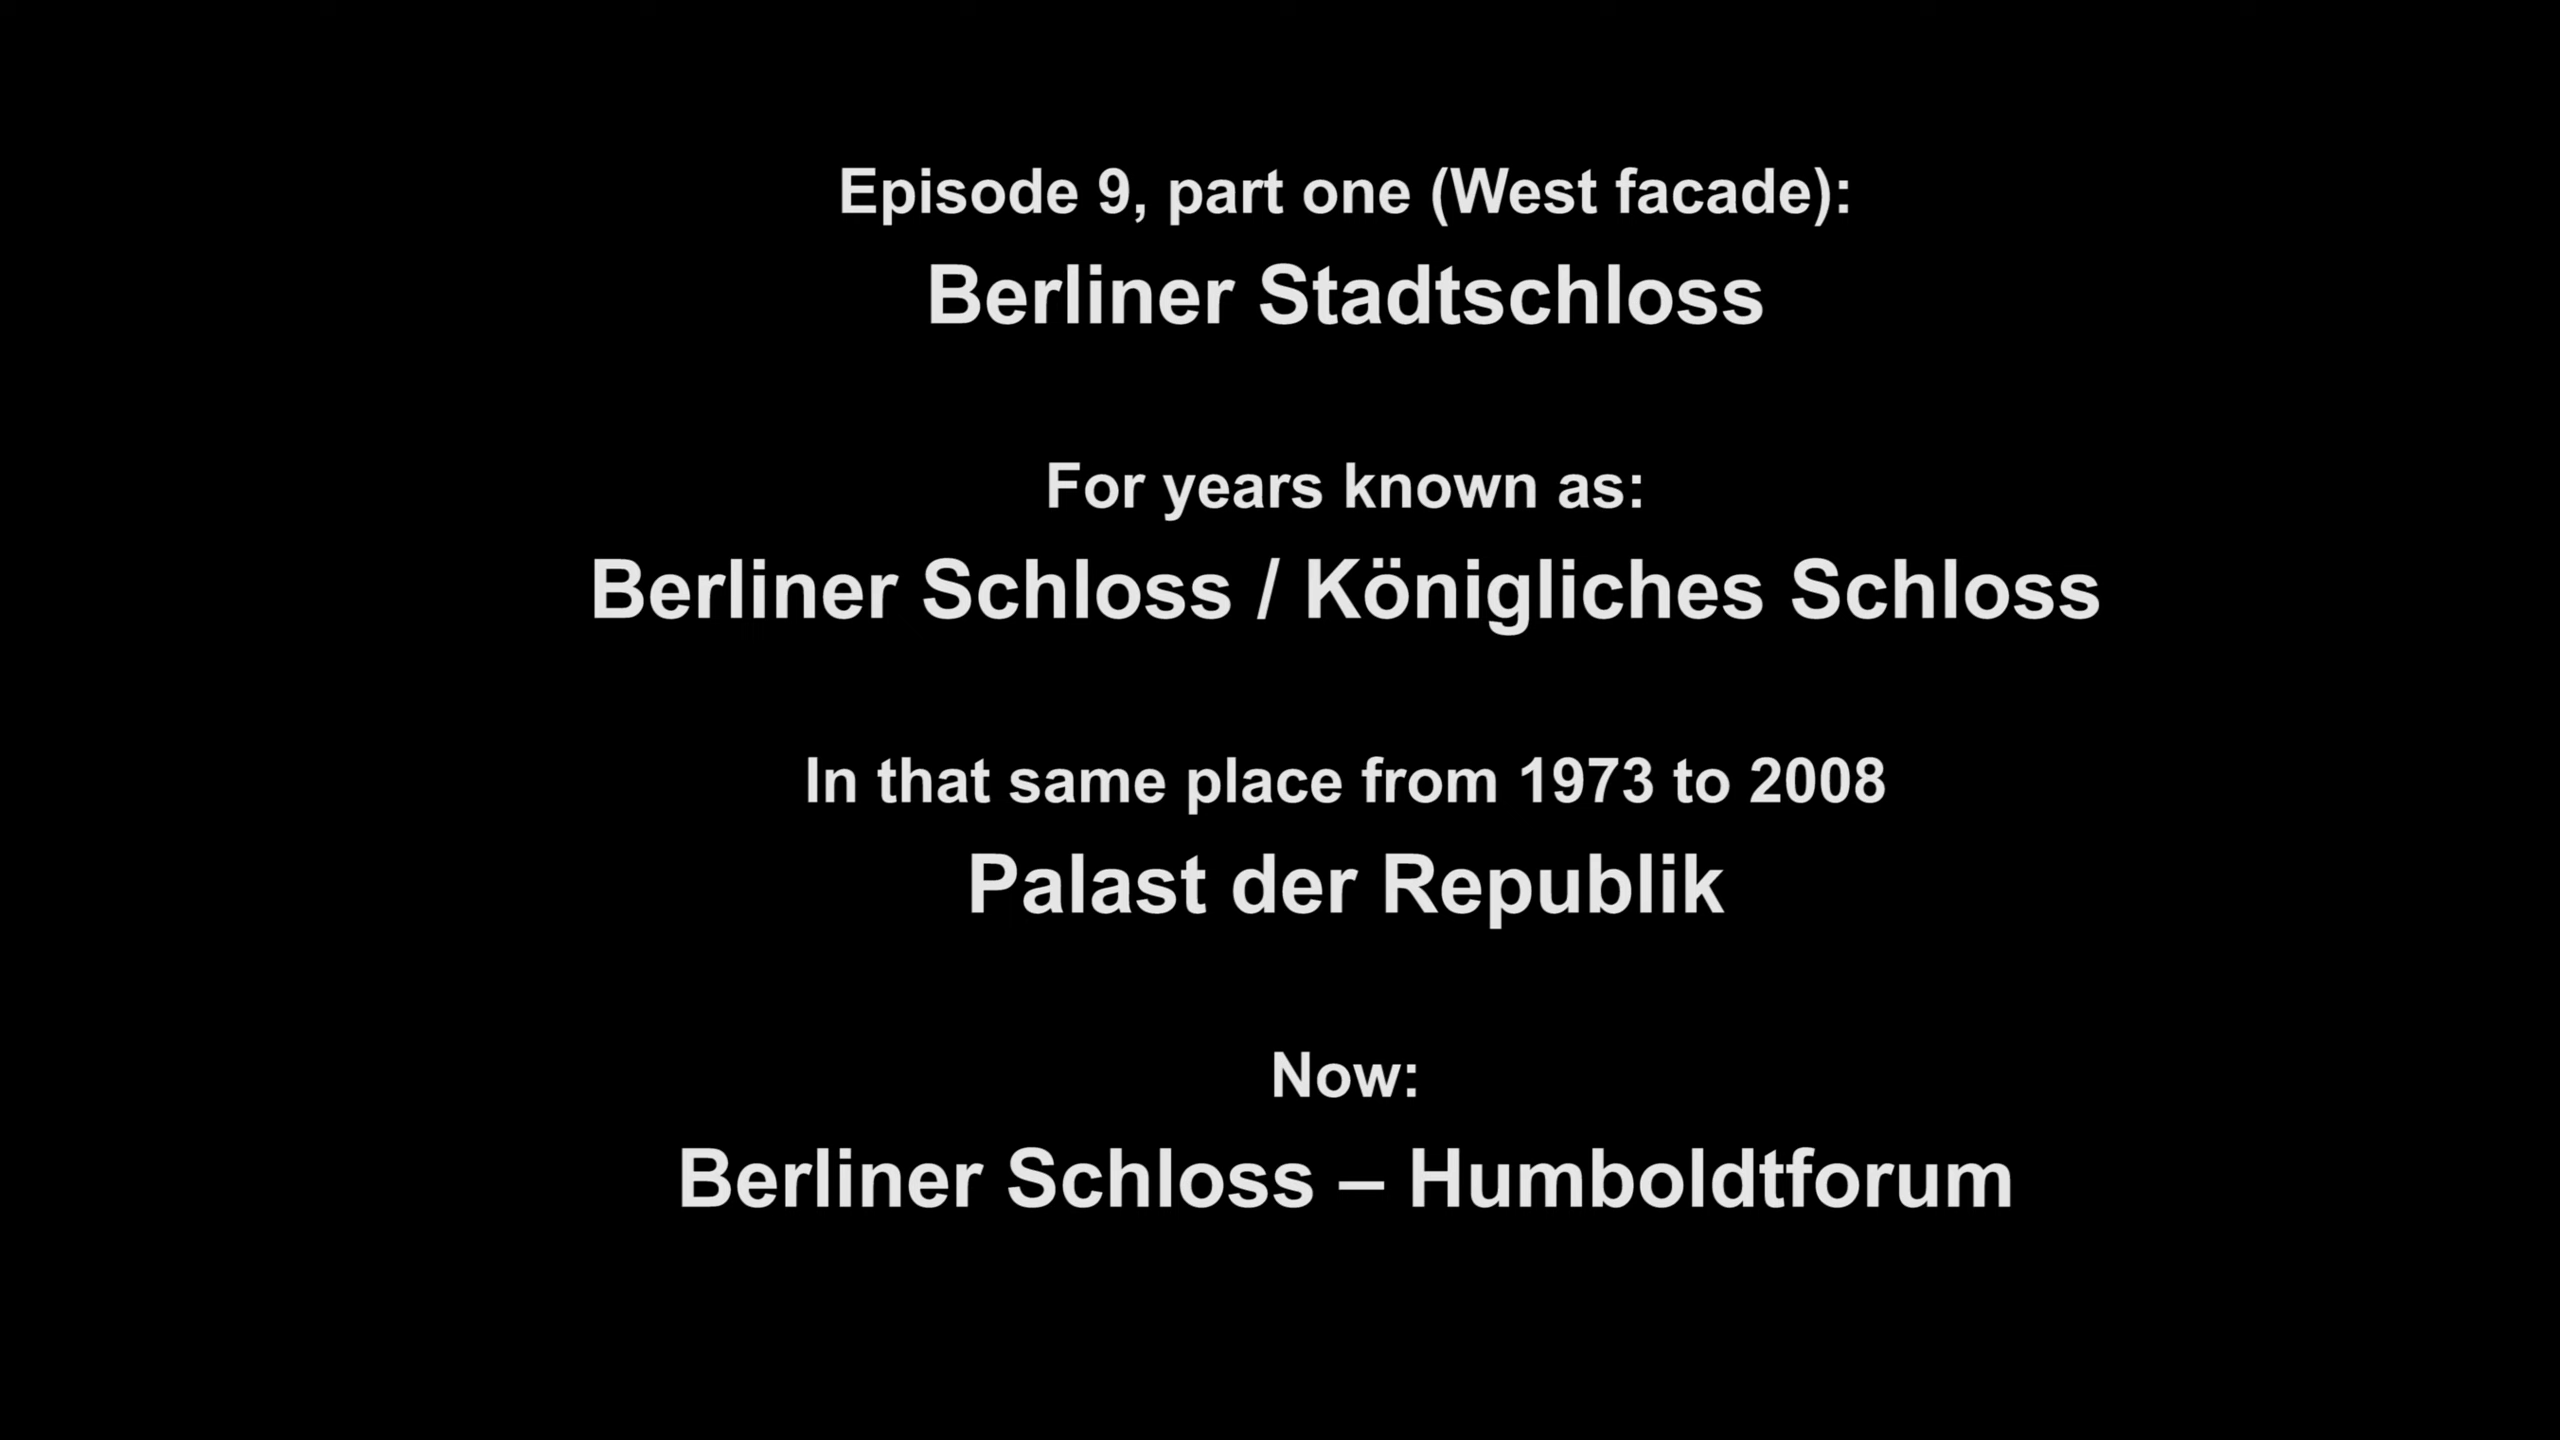 Episode 9, part one (West facade):
Berliner Stadtschloss
For years known as:
Berliner Schloss / Königliches Schloss
In that same place from 1973 to 2008
Palast der Republik
Now:
Berliner Schloss – Humboldtforum